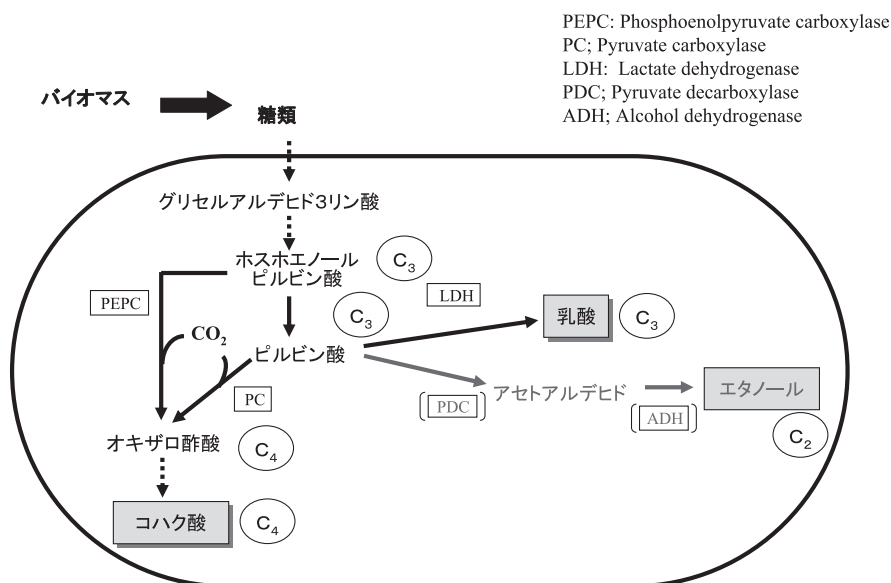 PEPC: Phosphoenolpyruvate carboxylase
PC; Pyruvate carboxylase
LDH: Lactate dehydrogenase
PDC; Pyruvate decarboxylase
ADH; Alcohol dehydrogenase
バイオマス
糖類
グリセルアルデヒド3リン酸
ホスホエノール
ピルビン酸
C3
PEPC
LDH
C3
乳酸
C3
CO2
ピルビン酸
アセトアルデヒド
エタノール
PC
PDC
ADH
C2
オキザロ酢酸
C4
コハク酸
C4